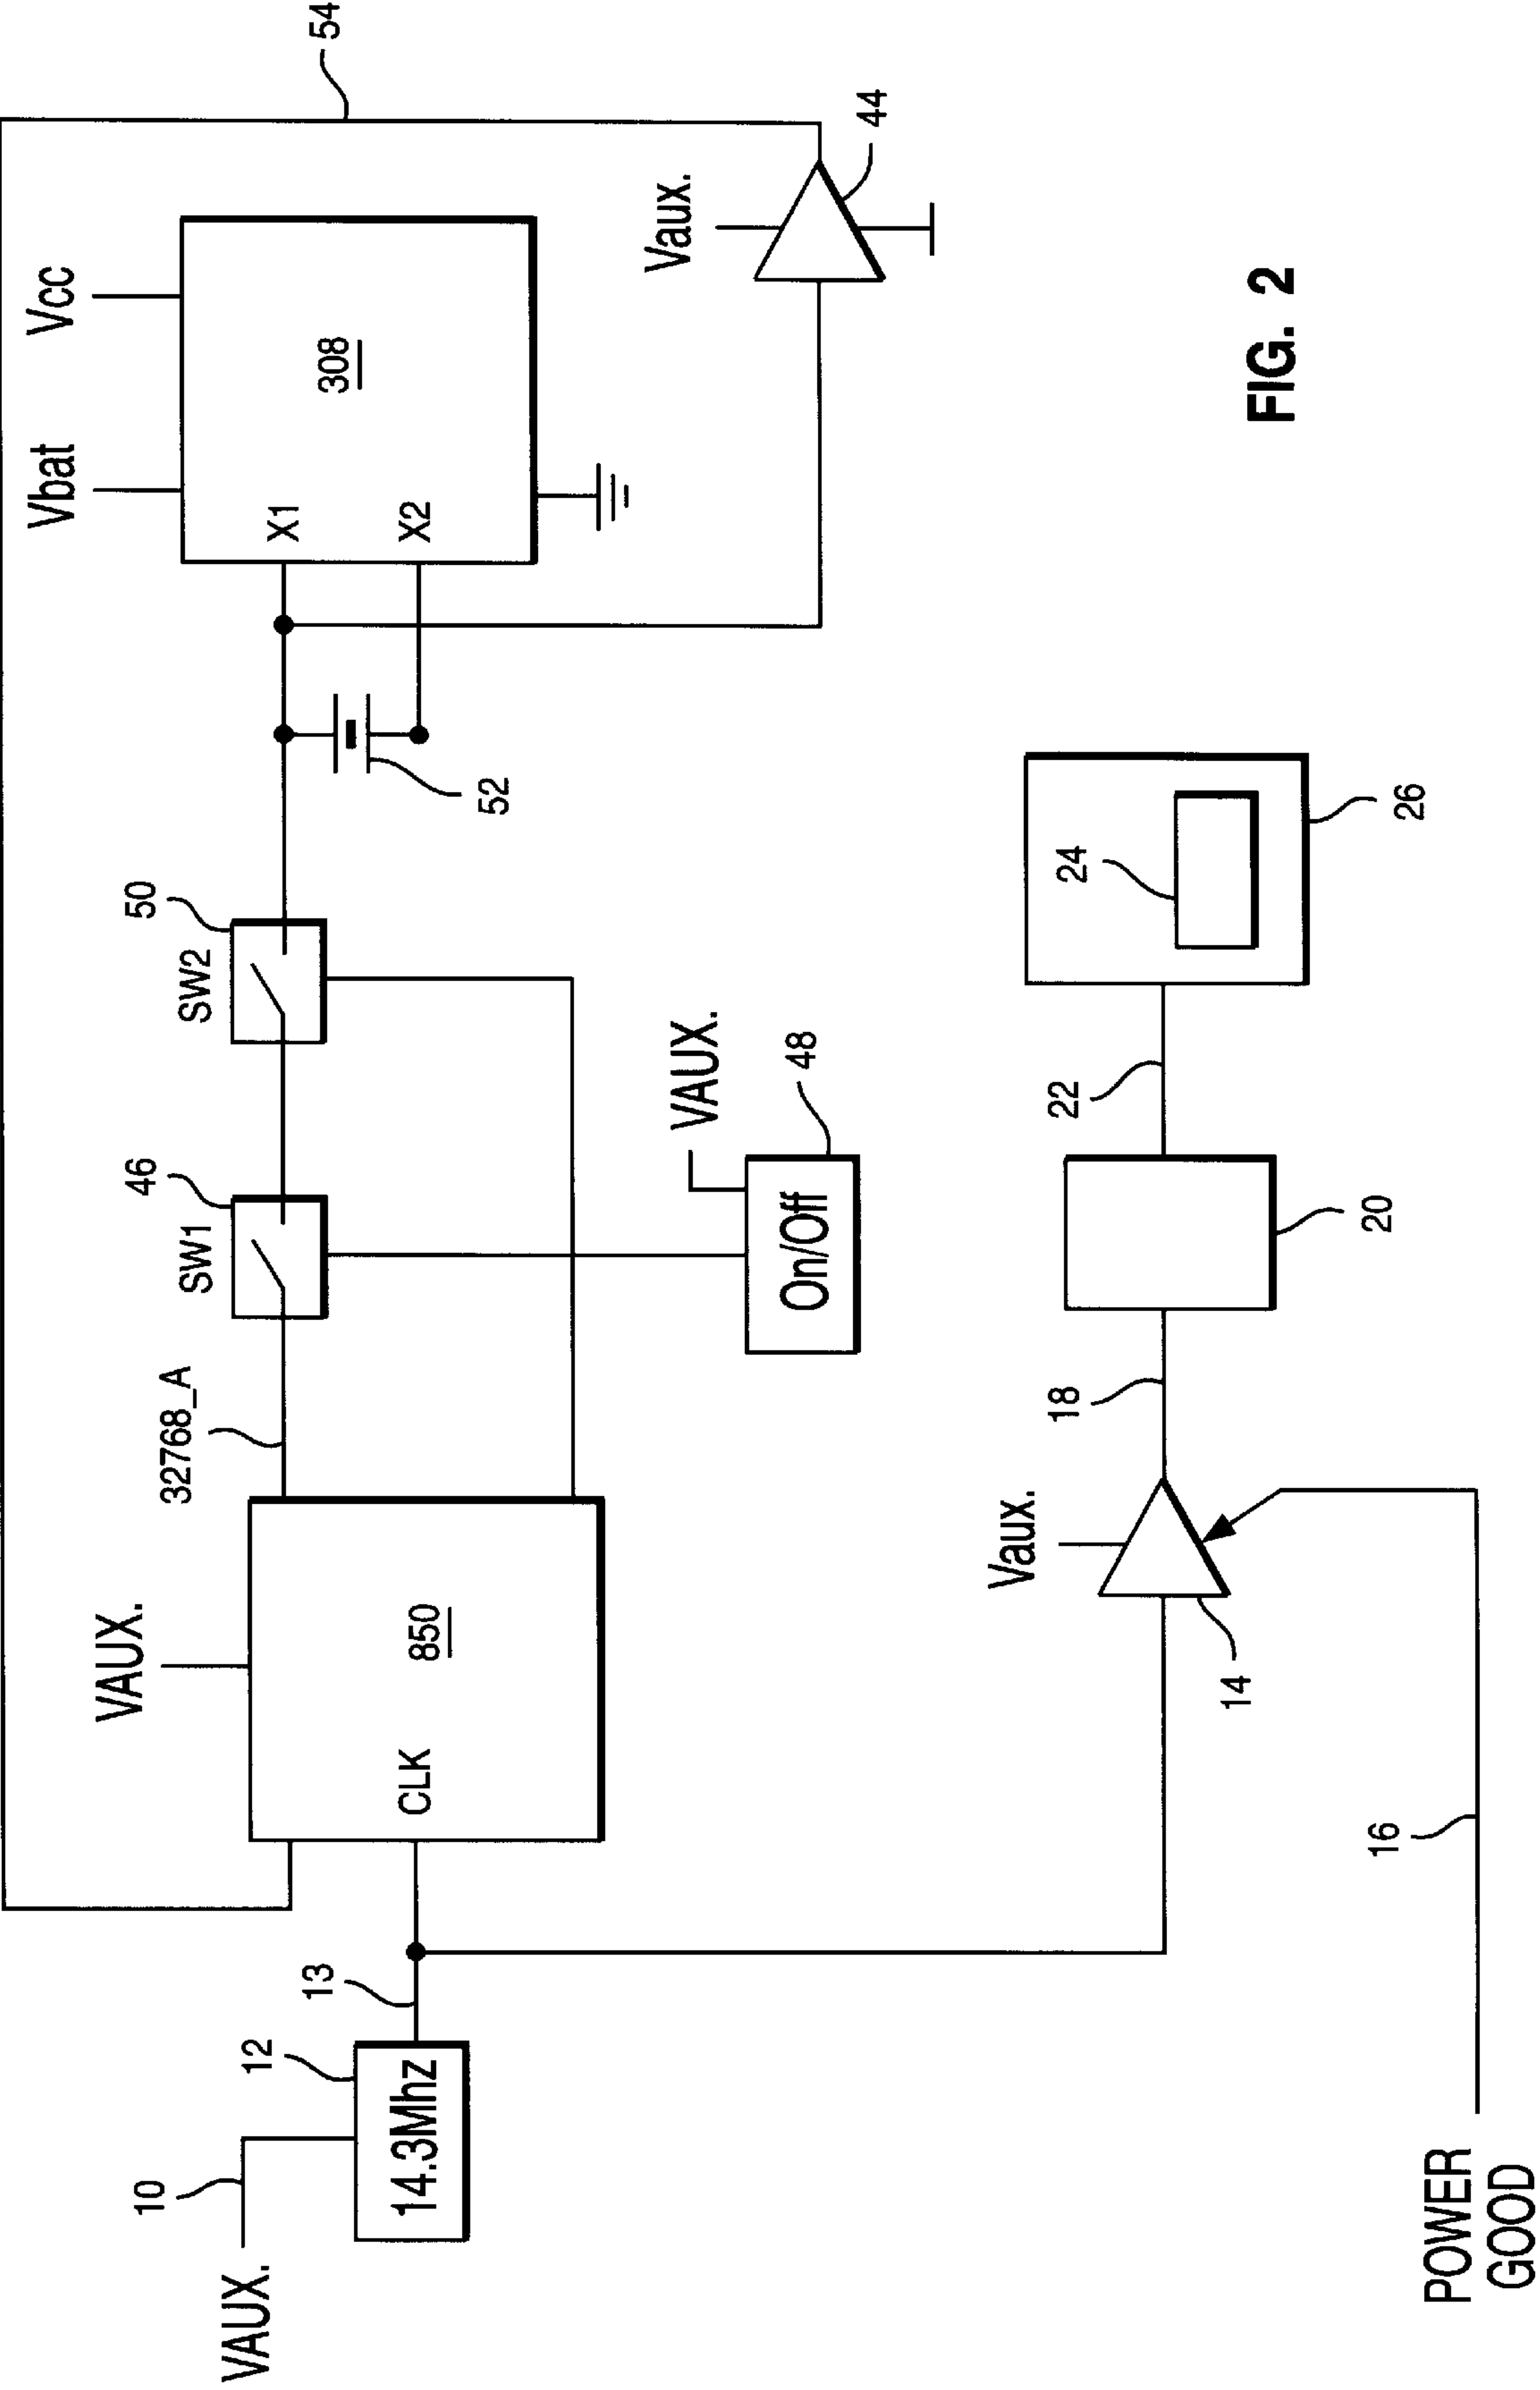 54
Vcc
Vbat
308
X1
X2
Vaux.
44
52
50
SW2
46
SW1
32768_A
VAUX.
48
On/Off
VAUX.
850
CLK
13
12
14.3Mhz
10
VAUX.
24
26
22
20
18
Vaux.
14
16
POWER
GOOD
FIG. 2